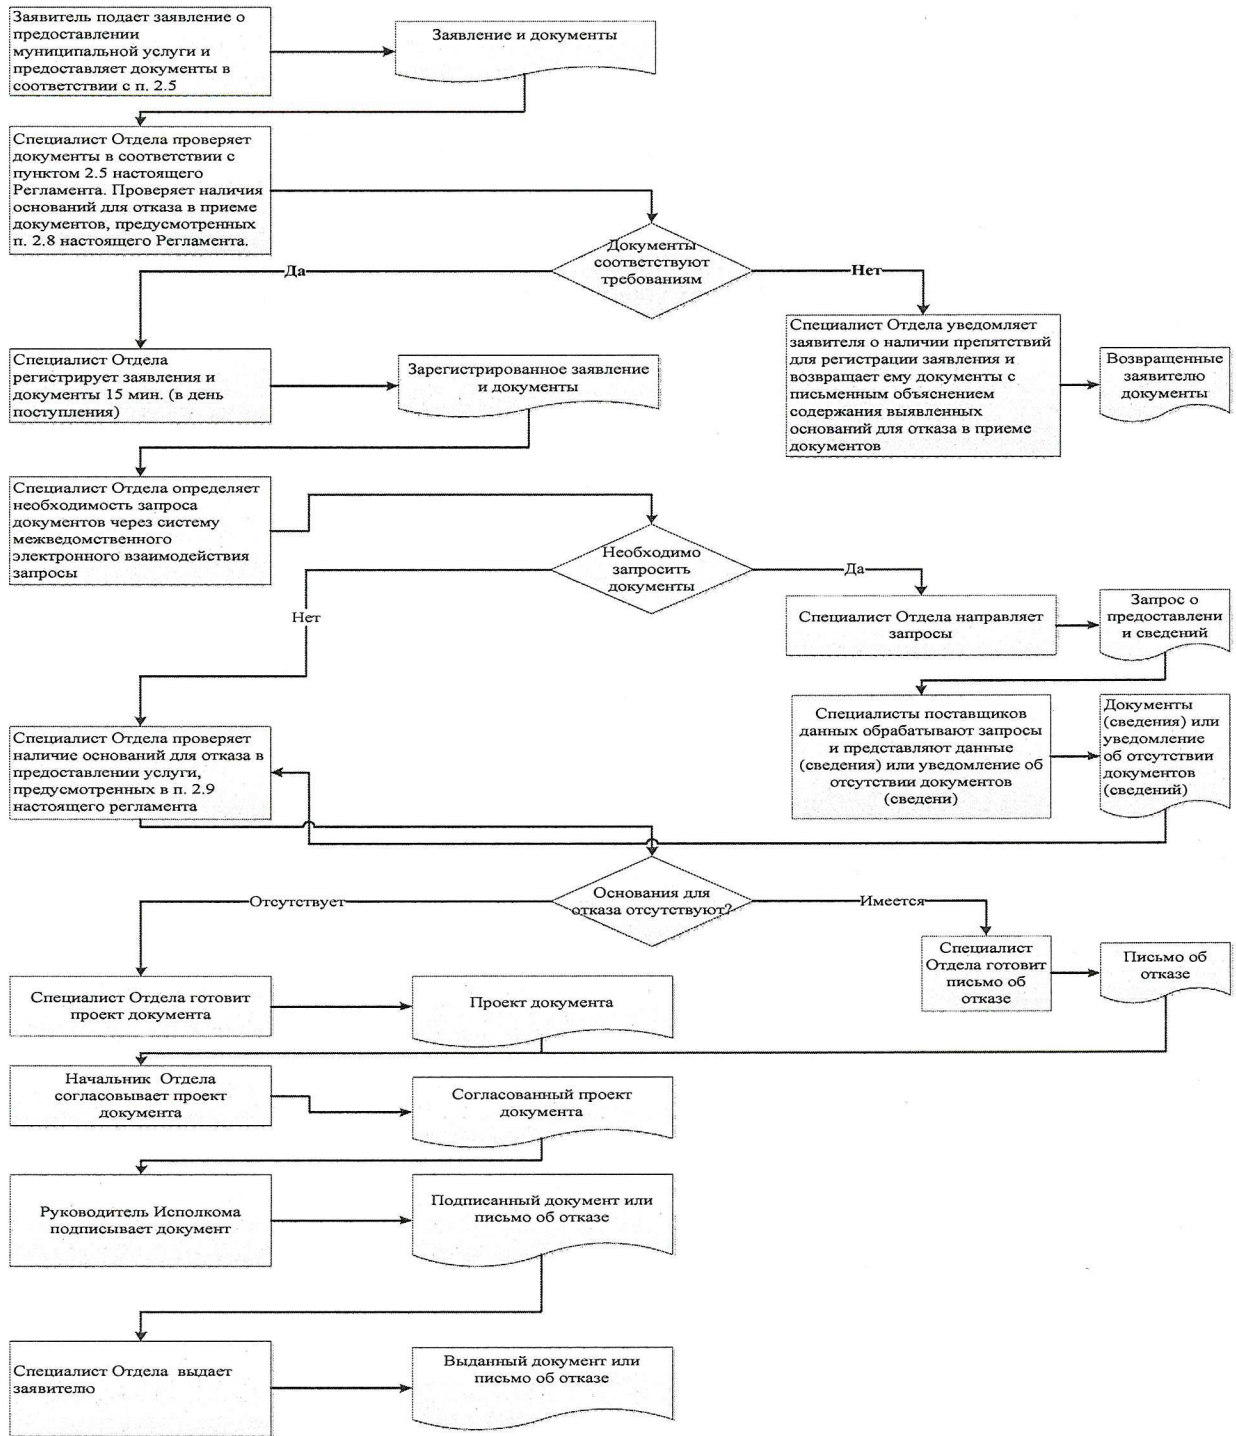 Заявитель подает заявление о
предоставлении
муниципальной услуги и
предоставляет документы в
соответствии с п. 2.5
Заявление и документы
Специалист Отдела проверяет
документы в соответствии с
пунктом 2.5 настоящего
Регламента. Проверяет наличия
оснований для отказа в приеме
документов, предусмотренных
п. 2.8 настоящего Регламента.
Документы
соответствуют
требованиям
Да
Нет
Специалист Отдела
регистрирует заявления и
документы 15 мин. (в день
поступления)
Зарегистрированное заявление
и документы
Специалист Отдела уведомляет
заявителя о наличии препятствий
для регистрации заявления и
возвращает ему документы с
письменным объяснением
содержания выявленных
оснований для отказа в приеме
документов
Возвращенные
заявителю
документы
Специалист Отдела определяет
необходимость запроса
документов через систему
межведомственного
электронного взаимодействия
запросы
Необходимо
запросить
документы
Да
Нет
Специалист Отдела направляет
запросы
Запрос о
предоставлени
и сведений
Специалист Отдела проверяет
наличие оснований для отказа в
предоставлении услуги,
предусмотренных в п. 2.9
настоящего регламента
Специалисты поставщиков
данных обрабатывают запросы
и представляют данные
(сведения) или уведомление об
отсутствии документов
(сведени)
Документы
(сведения) или
уведомление
об отсутствии
документов
(сведений)
Основания для
отказа отсутствуют?
Отсутствует
Имеется
Специалист
Отдела готовит
письмо об
отказе
Письмо об
отказе
Специалист Отдела готовит
проект документа
Проект документа
Начальник Отдела
согласовывает проект
документа
Согласованный проект
документа
Руководитель Исполкома
подписывает документ
Подписанный документ или
письмо об отказе
Специалист Отдела выдает
заявителю
Выданный документ или
письмо об отказе